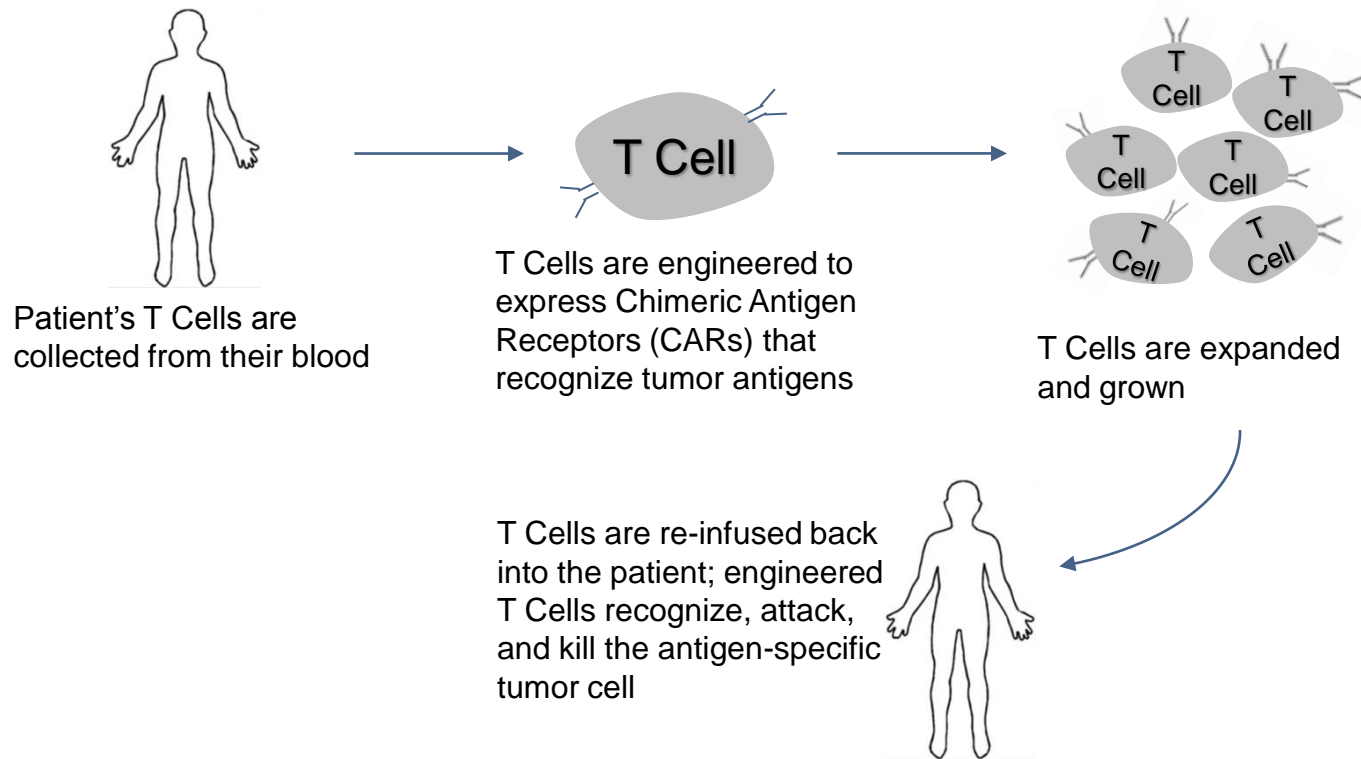 Patient’s T Cells are
collected from their blood
T Cell
T Cells are engineered to
express Chimeric Antigen
Receptors (CARs) that
recognize tumor antigens
T
Cell
T
Cell
T
Cell
T
Cell
T
Cell
T
Cell
T Cells are expanded
and grown
T Cells are re-infused back
into the patient; engineered
T Cells recognize, attack,
and kill the antigen-specific
tumor cell